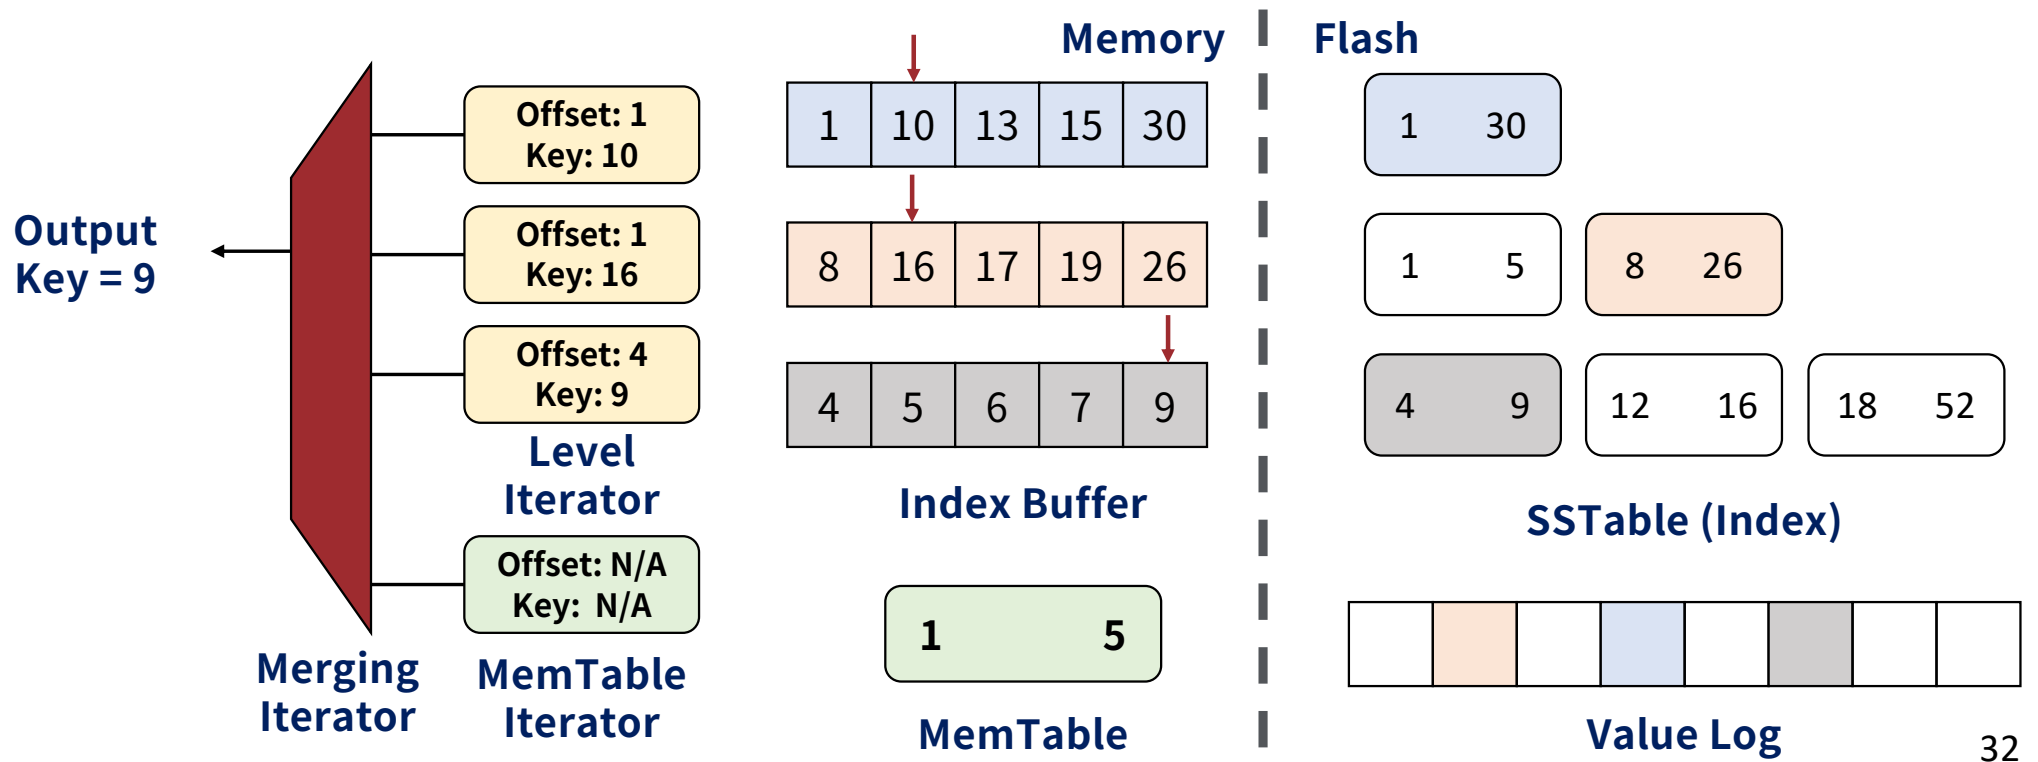 Memory
Flash
Output
Key = 9
Offset: 1
Key: 10
Offset: 1
Key: 16
Offset: 4
Key: 9
Level
Iterator
Offset: N/A
Key: N/A
Merging
Iterator
MemTable
Iterator
1 10 13 15 30
8 16 17 19 26
4 5 6 7 9
Index Buffer
1 5
MemTable
1 30
1 5 8 26
4 9 12 16 18 52
SSTable (Index)
Value Log
32